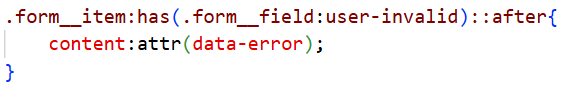 .form__item:has(.form__field:user-invalid)::after{
    content:attr(data-error);
}